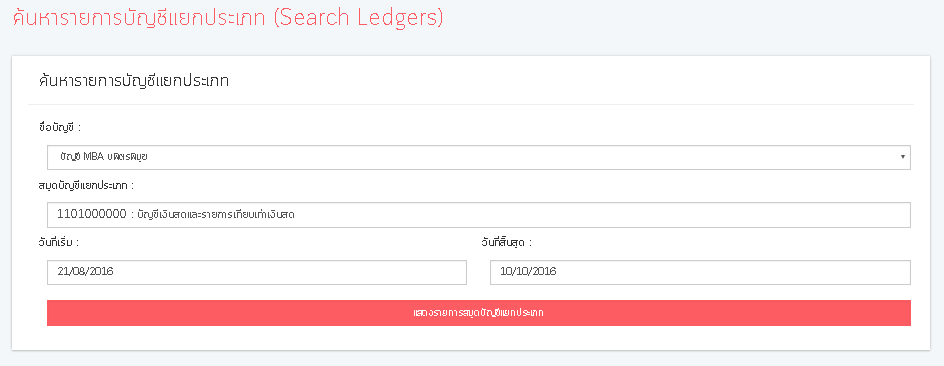 ค้นหารายการบัญชีแยกประเภท (Search Ledgers)
ค้นหารายการบัญชีแยกประเภท
ชื่อบัญชี :
บัญชี MBA บพิตรพิมุข
สมุดบัญชีแยกประเภท :
1101000000 : บัญชีเงินสดและรายการเทียบเท่าเงินสด
วันที่เริ่ม : วันที่สิ้นสุด :
21/08/2016 10/10/2016
แสดงรายการสมุดบัญชีแยกประเภท